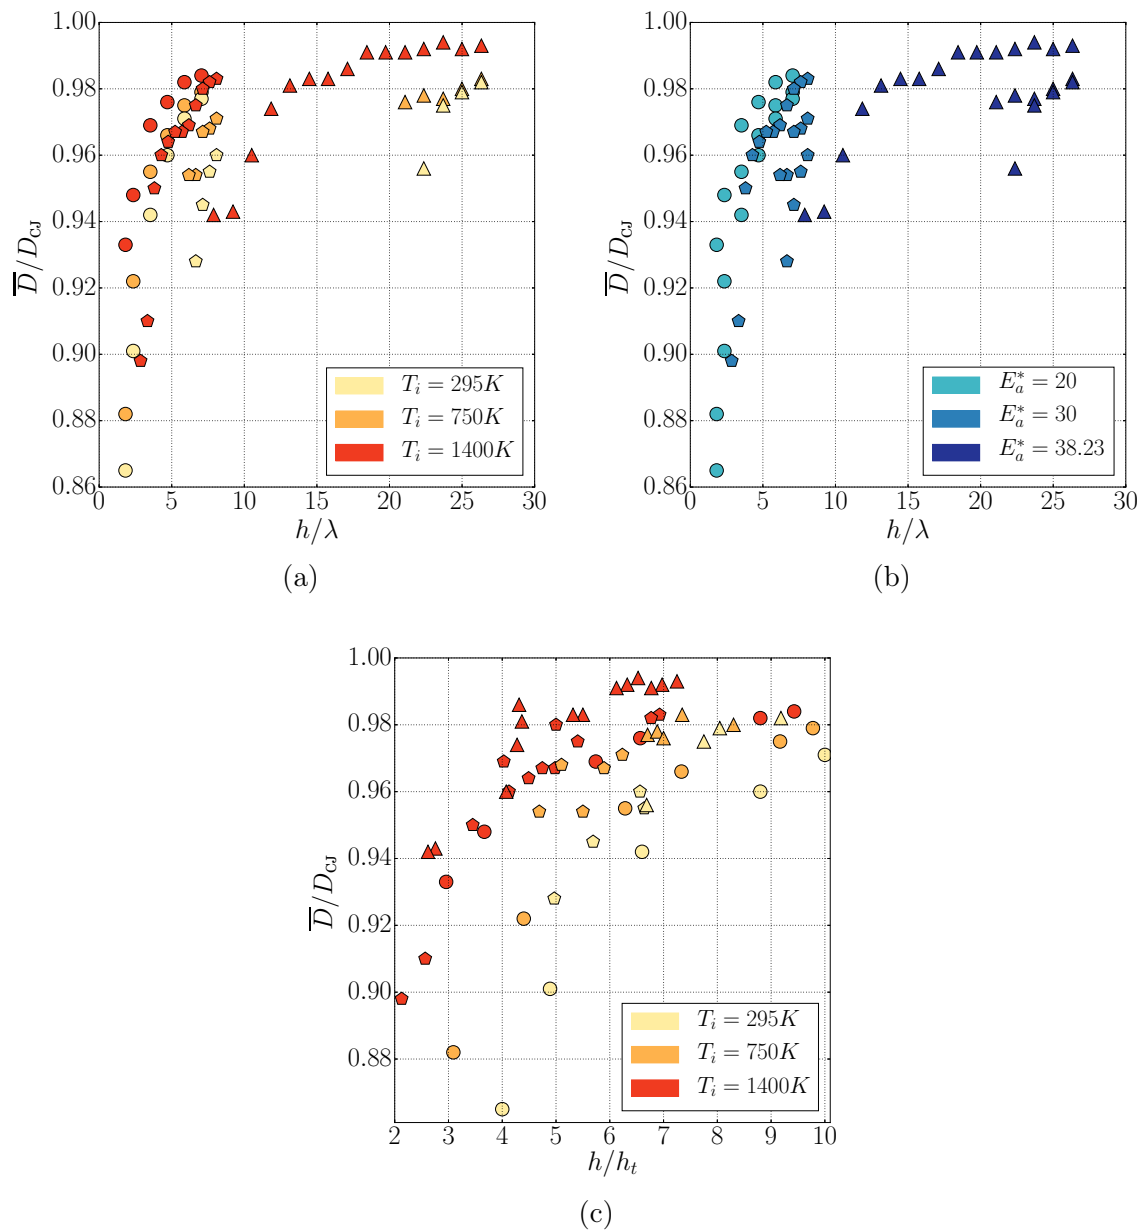 1.00
0.98
0.96
0.94
0.92
0.90
0.88
0.86
D̅/D_CJ
T_i = 295K
T_i = 750K
T_i = 1400K
0 5 10 15 20 25 30
h/λ
(a)
1.00
0.98
0.96
0.94
0.92
0.90
0.88
0.86
D̅/D_CJ
E_a^* = 20
E_a^* = 30
E_a^* = 38.23
0 5 10 15 20 25 30
h/λ
(b)
1.00
0.98
0.96
0.94
0.92
0.90
0.88
D̅/D_CJ
T_i = 295K
T_i = 750K
T_i = 1400K
2 3 4 5 6 7 8 9 10
h/h_t
(c)